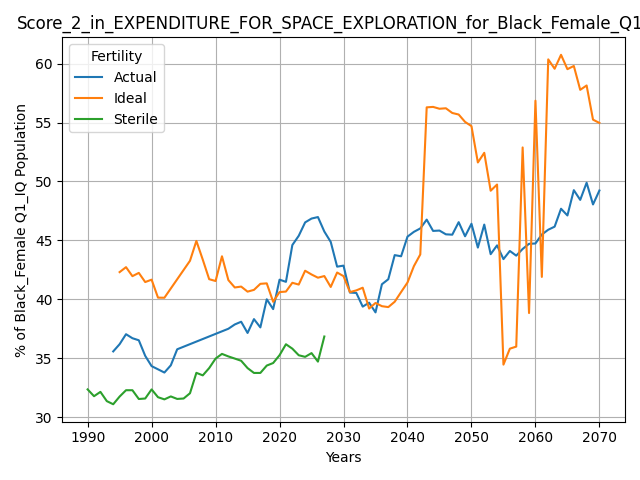 Score_2_in_EXPENDITURE_FOR_SPACE_EXPLORATION_for_Black_Female_Q1
Fertility
Actual
Ideal
Sterile
% of Black_Female Q1_IQ Population
60
55
50
45
40
35
30
1990 2000 2010 2020 2030 2040 2050 2060 2070
Years